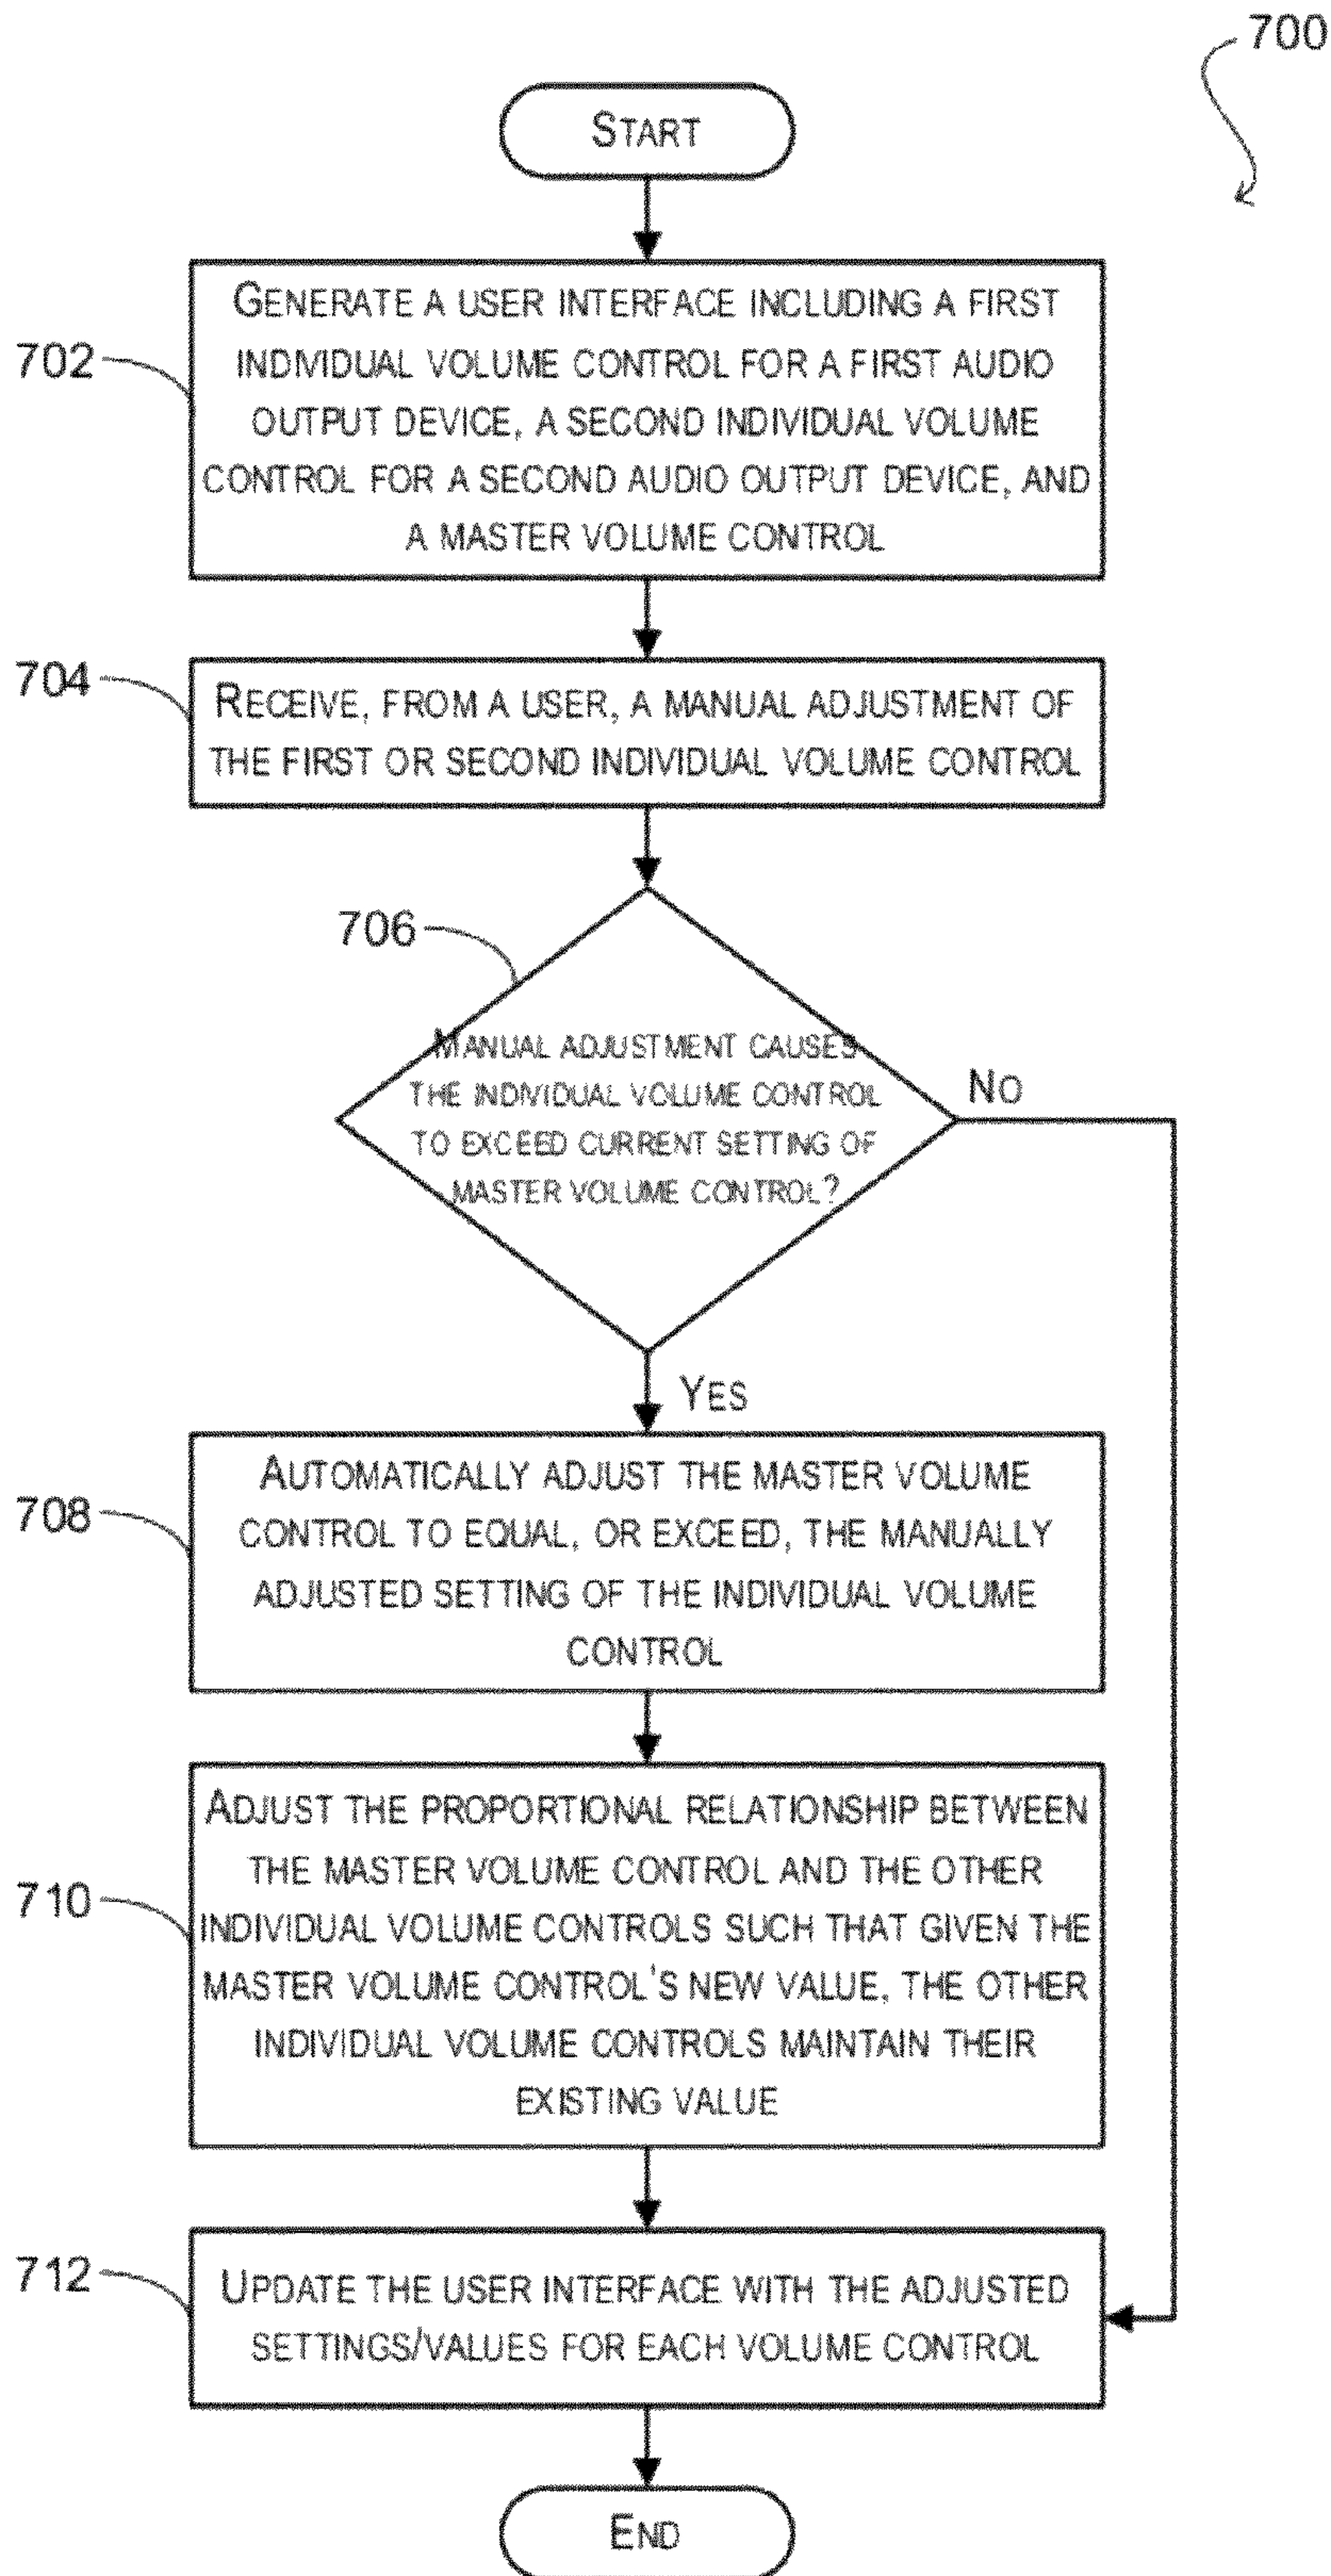 700
START
702
GENERATE A USER INTERFACE INCLUDING A FIRST
INDIVIDUAL VOLUME CONTROL FOR A FIRST AUDIO
OUTPUT DEVICE, A SECOND INDIVIDUAL VOLUME
CONTROL FOR A SECOND AUDIO OUTPUT DEVICE, AND
A MASTER VOLUME CONTROL
704
RECEIVE, FROM A USER, A MANUAL ADJUSTMENT OF
THE FIRST OR SECOND INDIVIDUAL VOLUME CONTROL
706
MANUAL ADJUSTMENT CAUSES
THE INDIVIDUAL VOLUME CONTROL
TO EXCEED CURRENT SETTING OF
MASTER VOLUME CONTROL?
NO
YES
708
AUTOMATICALLY ADJUST THE MASTER VOLUME
CONTROL TO EQUAL, OR EXCEED, THE MANUALLY
ADJUSTED SETTING OF THE INDIVIDUAL VOLUME
CONTROL
710
ADJUST THE PROPORTIONAL RELATIONSHIP BETWEEN
THE MASTER VOLUME CONTROL AND THE OTHER
INDIVIDUAL VOLUME CONTROLS SUCH THAT GIVEN THE
MASTER VOLUME CONTROL'S NEW VALUE, THE OTHER
INDIVIDUAL VOLUME CONTROLS MAINTAIN THEIR
EXISTING VALUE
712
UPDATE THE USER INTERFACE WITH THE ADJUSTED
SETTINGS/VALUES FOR EACH VOLUME CONTROL
END